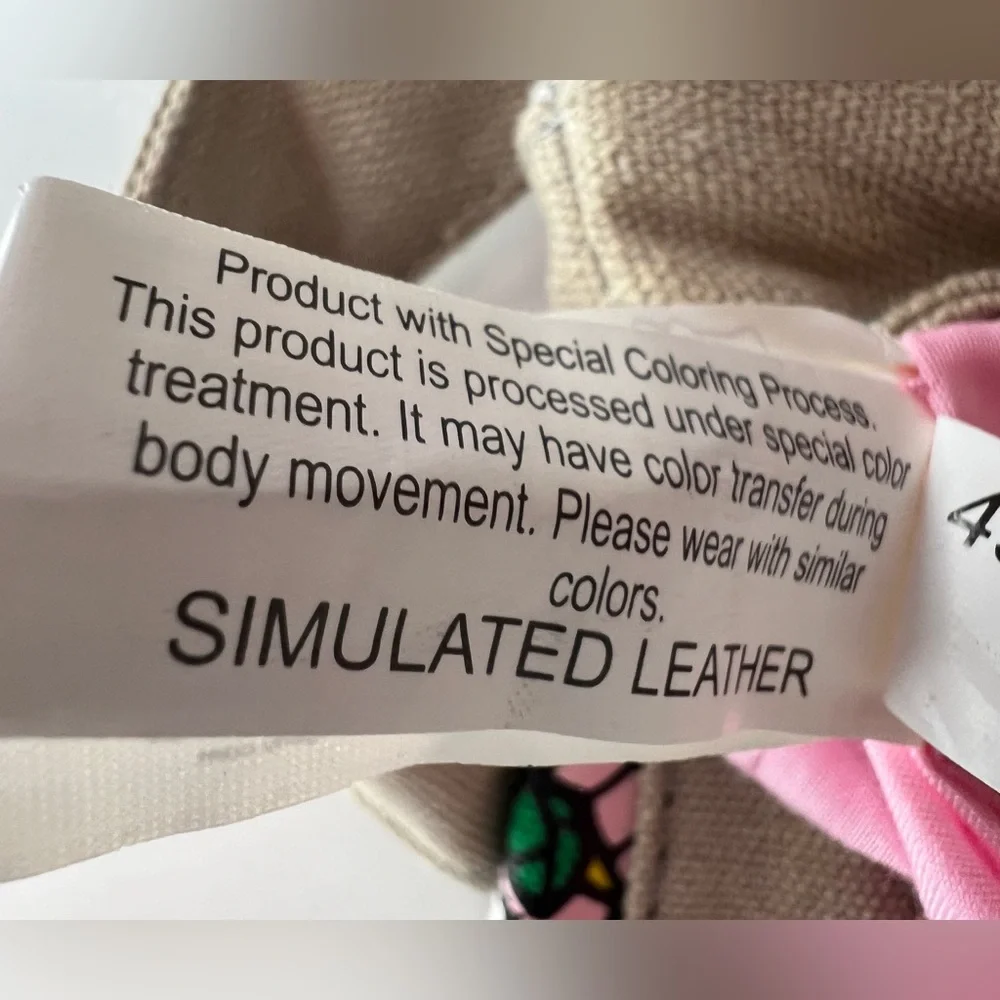 Product with Special Coloring Process.
This product is processed under special color
treatment. It may have color transfer during
body movement. Please wear with similar
colors.
SIMULATED LEATHER